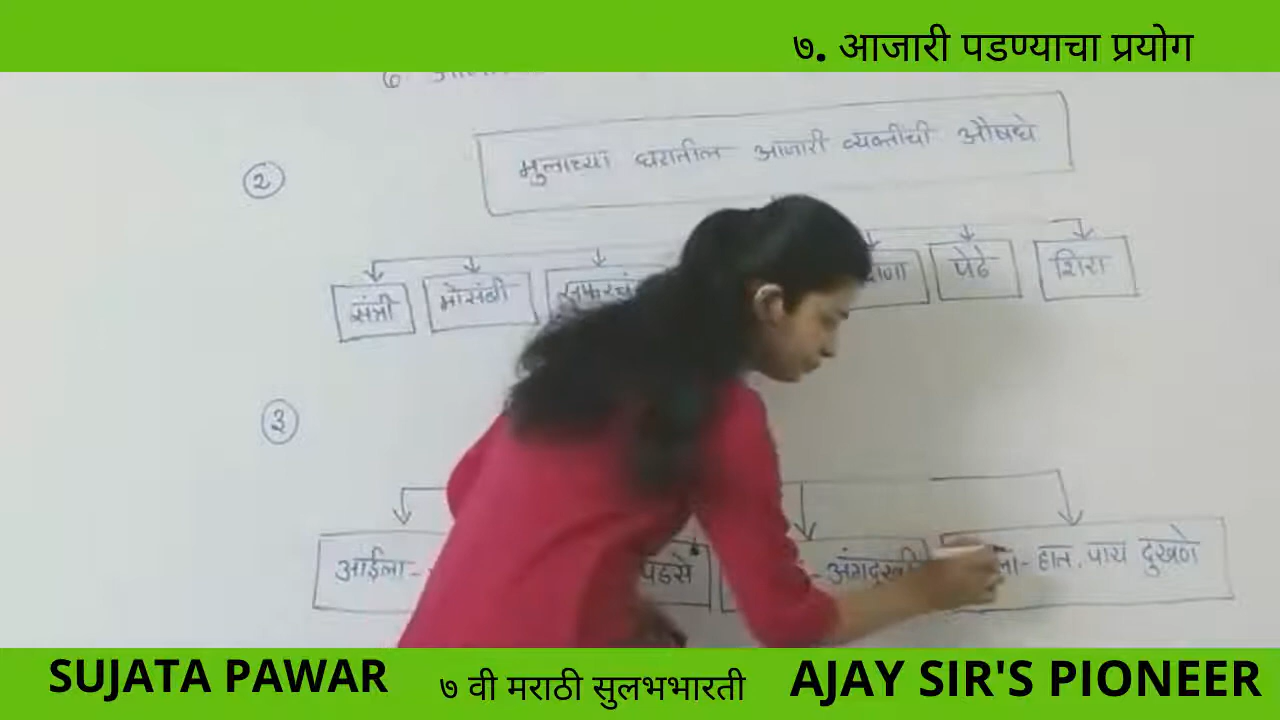 ७. आजारी पडण्याचा प्रयोग
मुलाच्या घरातील आजारी व्यक्तींची औषधे
२
संत्री मोसंबी पेढे शिरा
३
आईला- पडसे - अंगदुखी ला- हात, पाय दुखणे
SUJATA PAWAR ७ वी मराठी सुलभभारती AJAY SIR'S PIONEER